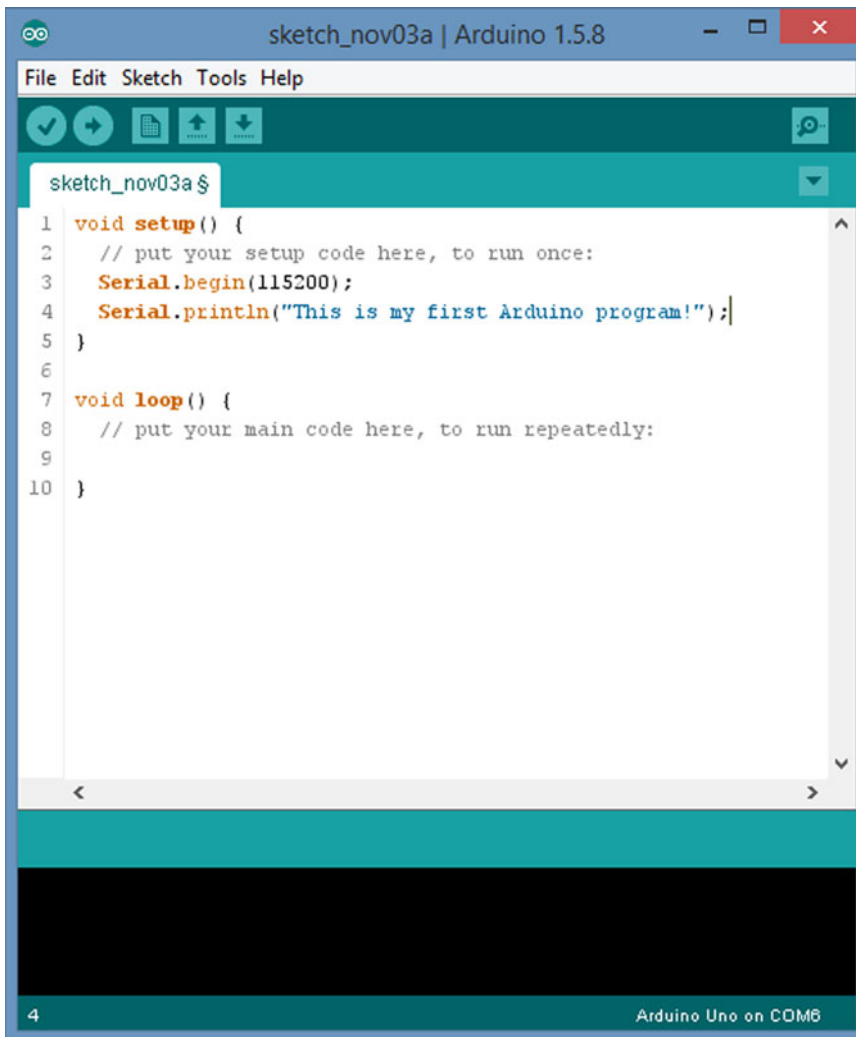 sketch_nov03a | Arduino 1.5.8
File Edit Sketch Tools Help
sketch_nov03a §
1 void setup() {
2   // put your setup code here, to run once:
3   Serial.begin(115200);
4   Serial.println("This is my first Arduino program!");
5 }
6
7 void loop() {
8   // put your main code here, to run repeatedly:
9
10 }
4 Arduino Uno on COM6